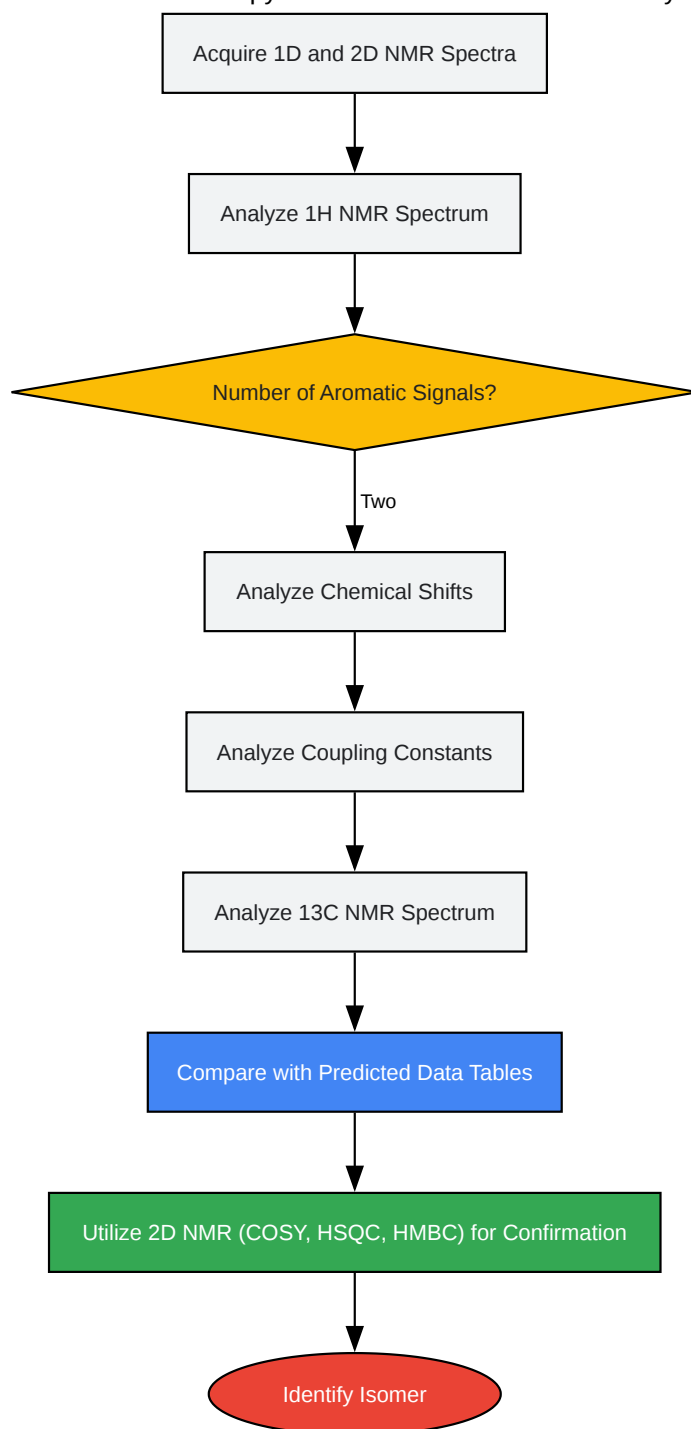 py
y
Acquire 1D and 2D NMR Spectra
Analyze 1H NMR Spectrum
Number of Aromatic Signals?
Two
Analyze Chemical Shifts
Analyze Coupling Constants
Analyze 13C NMR Spectrum
Compare with Predicted Data Tables
Utilize 2D NMR (COSY, HSQC, HMBC) for Confirmation
Identify Isomer